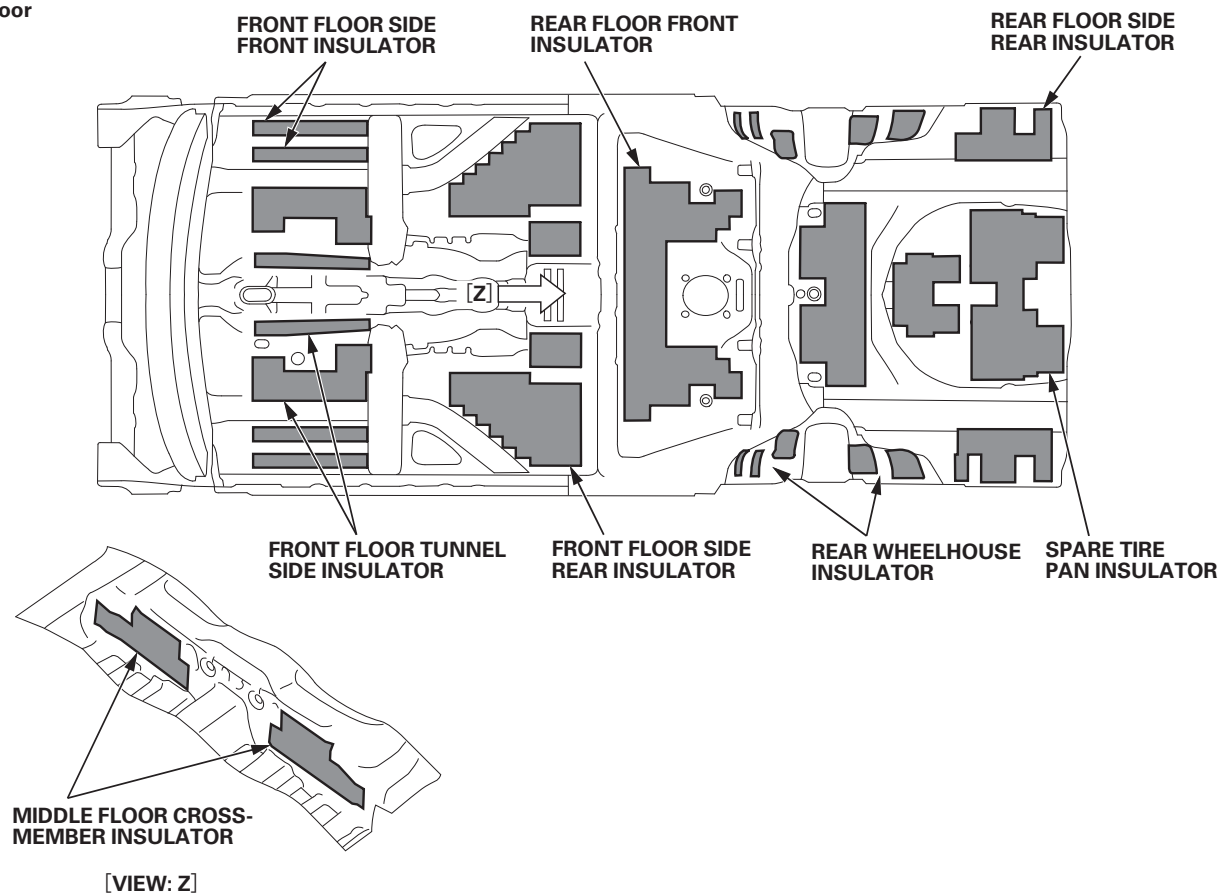 oor
FRONT FLOOR SIDE
FRONT INSULATOR
REAR FLOOR FRONT
INSULATOR
REAR FLOOR SIDE
REAR INSULATOR
[Z]
FRONT FLOOR TUNNEL
SIDE INSULATOR
FRONT FLOOR SIDE
REAR INSULATOR
REAR WHEELHOUSE
INSULATOR
SPARE TIRE
PAN INSULATOR
MIDDLE FLOOR CROSS-
MEMBER INSULATOR
[VIEW: Z]